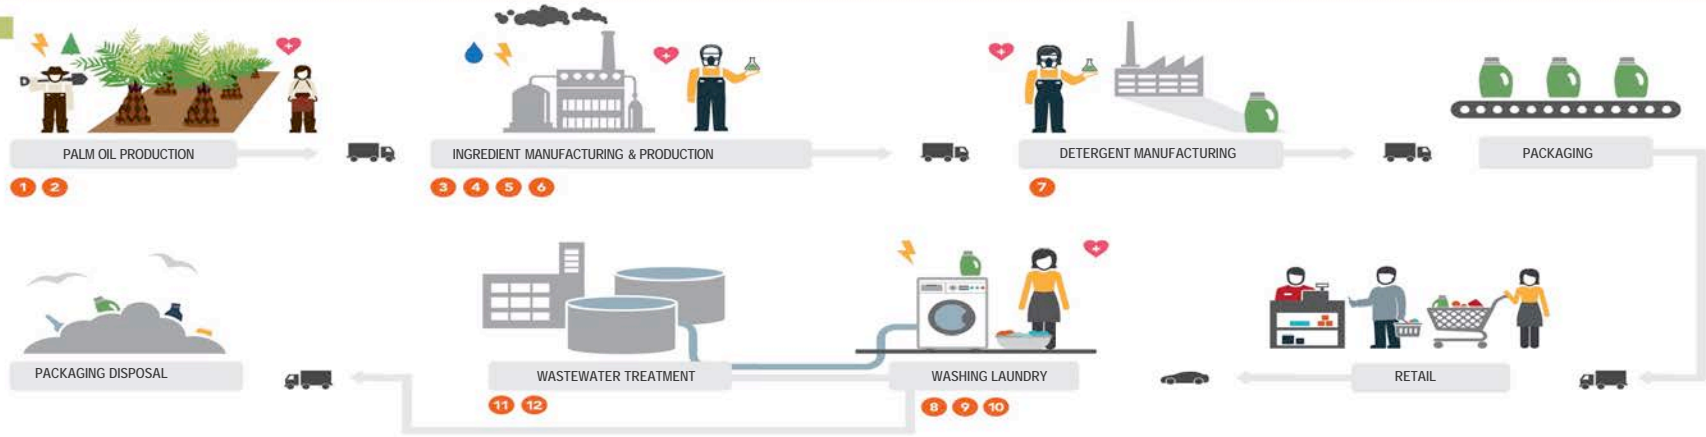 PALM OIL PRODUCTION
INGREDIENT MANUFACTURING & PRODUCTION
DETERGENT MANUFACTURING
PACKAGING
1 2
3 4 5 6
7
PACKAGING DISPOSAL
WASTEWATER TREATMENT
WASHING LAUNDRY
RETAIL
11 12
8 9 10